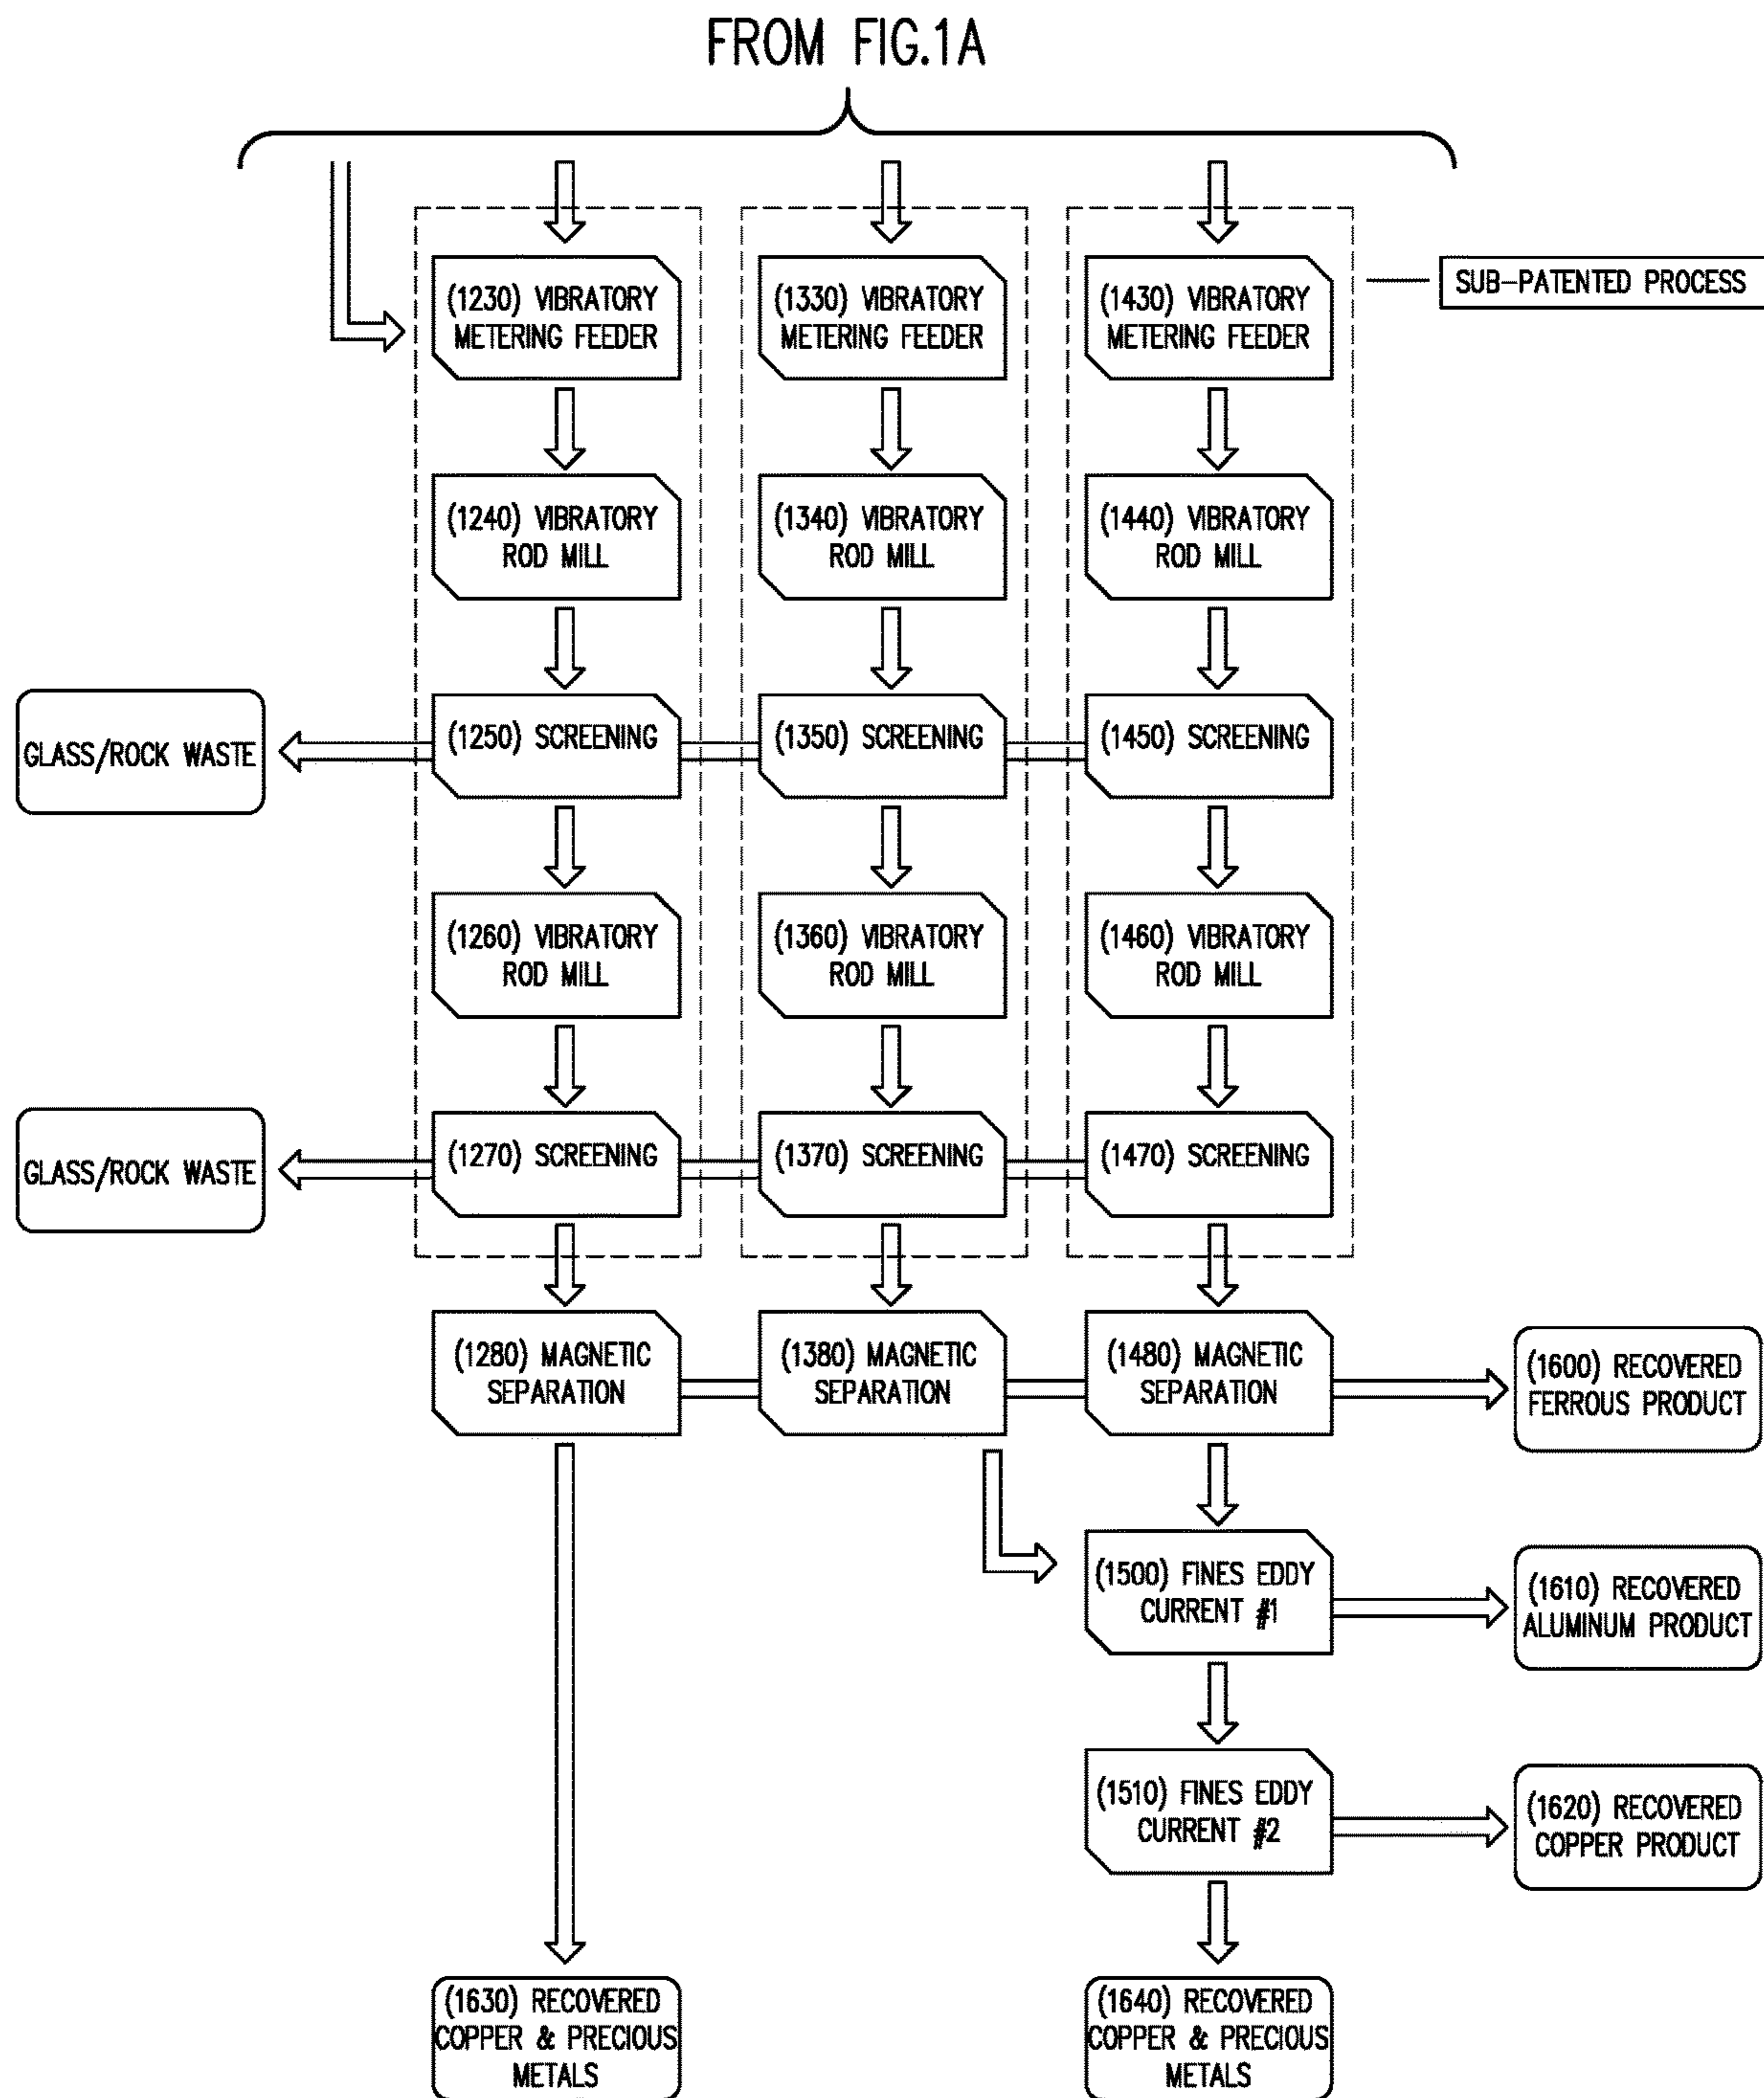 FROM FIG.1A
(1230) VIBRATORY
METERING FEEDER
(1330) VIBRATORY
METERING FEEDER
(1430) VIBRATORY
METERING FEEDER
SUB-PATENTED PROCESS
(1240) VIBRATORY
ROD MILL
(1340) VIBRATORY
ROD MILL
(1440) VIBRATORY
ROD MILL
GLASS/ROCK WASTE
(1250) SCREENING
(1350) SCREENING
(1450) SCREENING
(1260) VIBRATORY
ROD MILL
(1360) VIBRATORY
ROD MILL
(1460) VIBRATORY
ROD MILL
GLASS/ROCK WASTE
(1270) SCREENING
(1370) SCREENING
(1470) SCREENING
(1280) MAGNETIC
SEPARATION
(1380) MAGNETIC
SEPARATION
(1480) MAGNETIC
SEPARATION
(1600) RECOVERED
FERROUS PRODUCT
(1500) FINES EDDY
CURRENT #1
(1610) RECOVERED
ALUMINUM PRODUCT
(1510) FINES EDDY
CURRENT #2
(1620) RECOVERED
COPPER PRODUCT
(1630) RECOVERED
COPPER & PRECIOUS
METALS
(1640) RECOVERED
COPPER & PRECIOUS
METALS